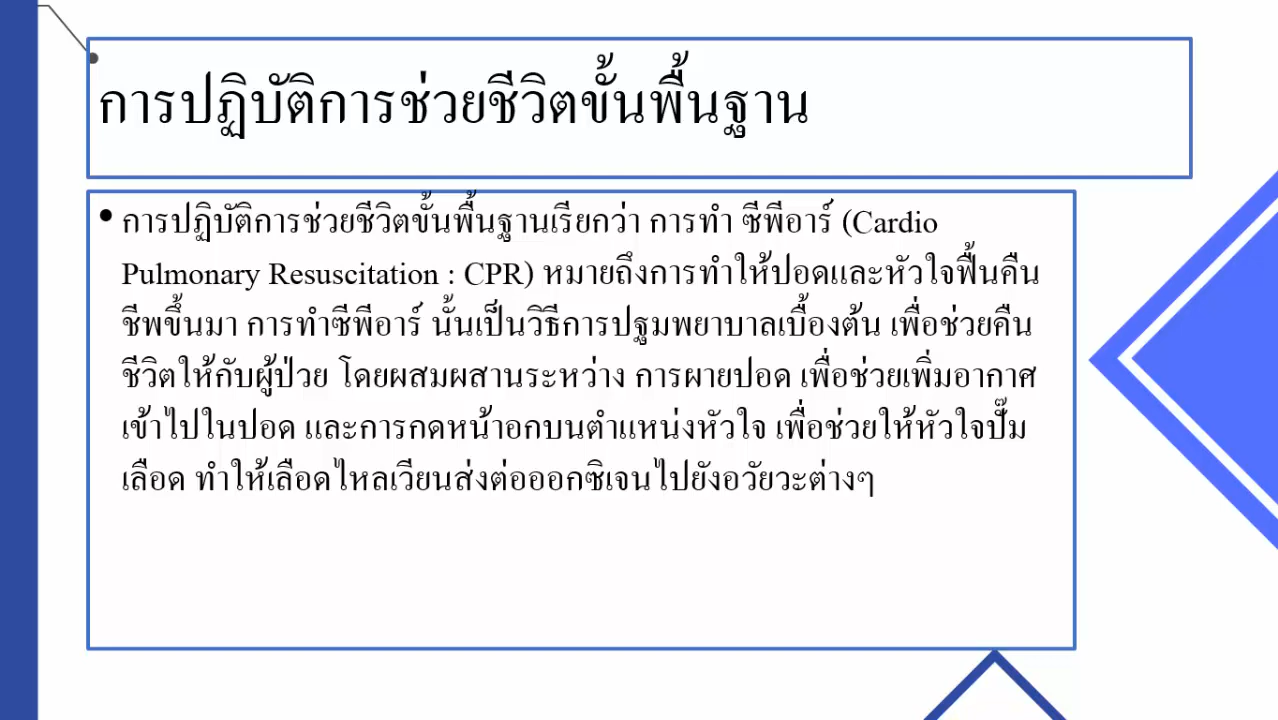 การปฏิบัติการช่วยชีวิตขั้นพื้นฐาน
• การปฏิบัติการช่วยชีวิตขั้นพื้นฐานเรียกว่า การทำ ซีพีอาร์ (Cardio
Pulmonary Resuscitation : CPR) หมายถึงการทำให้ปอดและหัวใจฟื้นคืน
ชีพขึ้นมา การทำซีพีอาร์ นั้นเป็นวิธีการปฐมพยาบาลเบื้องต้น เพื่อช่วยคืน
ชีวิตให้กับผู้ป่วย โดยผสมผสานระหว่าง การผายปอด เพื่อช่วยเพิ่มอากาศ
เข้าไปในปอด และการกดหน้าอกบนตำแหน่งหัวใจ เพื่อช่วยให้หัวใจปั๊ม
เลือด ทำให้เลือดไหลเวียนส่งต่อออกซิเจนไปยังอวัยวะต่างๆ